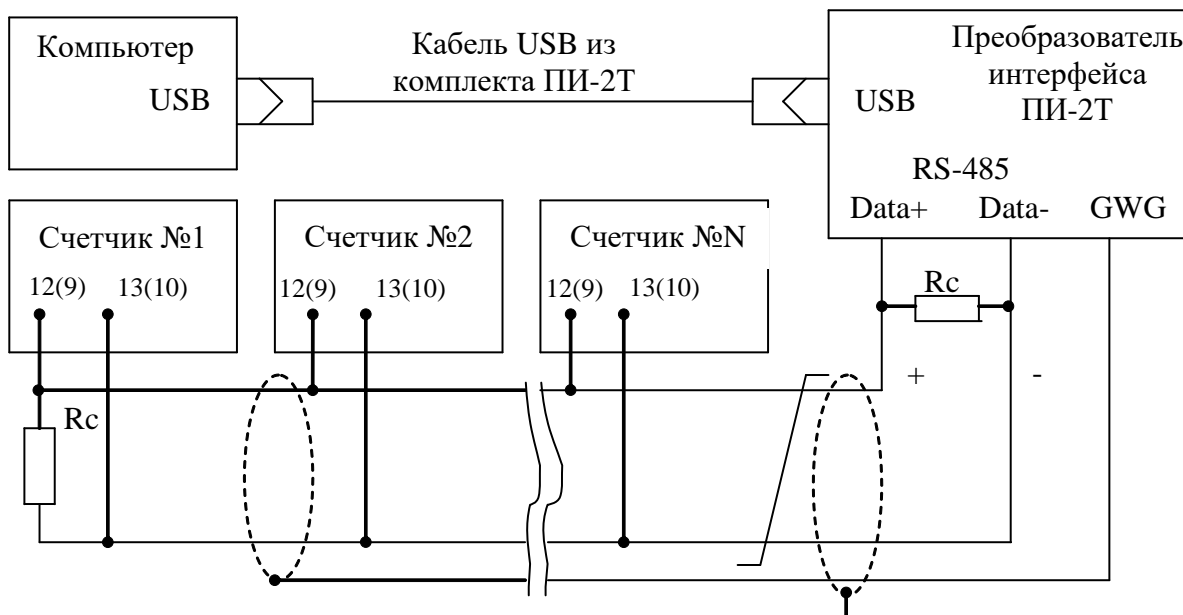 Компьютер
USB
Кабель USB из
комплекта ПИ-2Т
Преобразователь
интерфейса
ПИ-2Т
USB
RS-485
Data+ Data- GWG
Счетчик №1
12(9) 13(10)
Счетчик №2
12(9) 13(10)
Счетчик №N
12(9) 13(10)
Rc
+ -
Rc